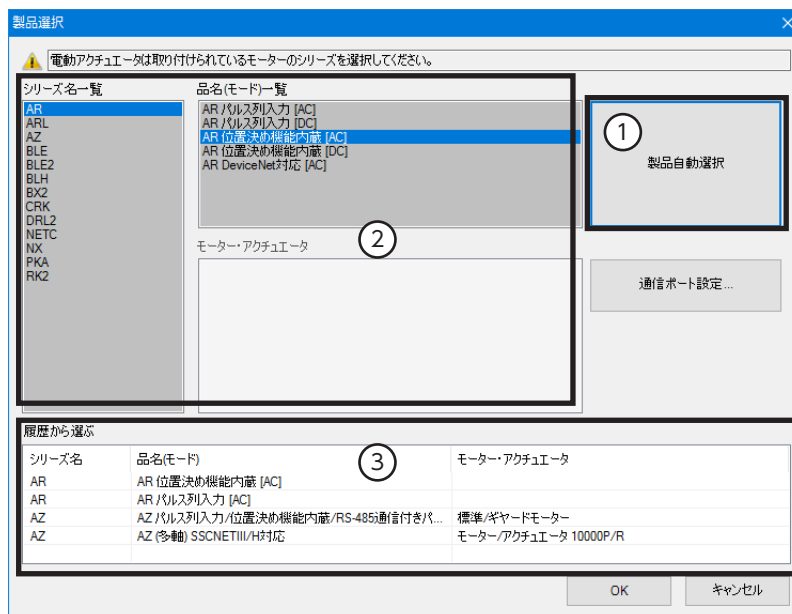 製品選択
電動アクチュエータは取り付けられているモーターのシリーズを選択してください。
シリーズ名一覧
AR
ARL
AZ
BLE
BLE2
BLH
BX2
CRK
DRL2
NETC
NX
PKA
RK2
品名(モード)一覧
AR パルス列入力 [AC]
AR パルス列入力 [DC]
AR 位置決め機能内蔵 [AC]
AR 位置決め機能内蔵 [DC]
AR DeviceNet対応 [AC]
2
モーター・アクチュエータ
1
製品自動選択
通信ポート設定...
履歴から選ぶ
3
シリーズ名 品名(モード) モーター・アクチュエータ
AR AR 位置決め機能内蔵 [AC]
AR AR パルス列入力 [AC]
AZ AZ パルス列入力/位置決め機能内蔵/RS-485通信付きパ... 標準/ギヤードモーター
AZ AZ (多軸) SSCNETIII/H対応 モーター/アクチュエータ 10000P/R
OK キャンセル